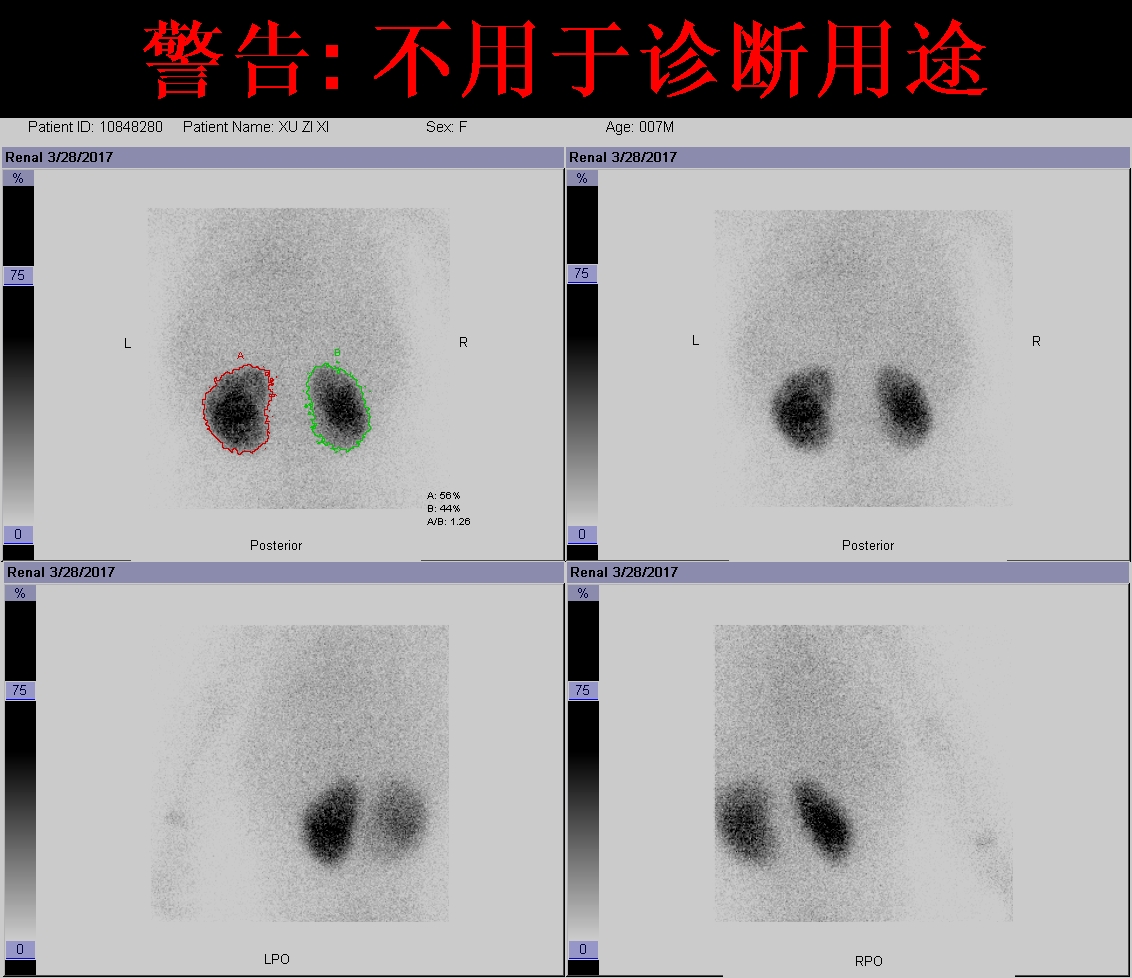 警告: 不用于诊断用途
Patient ID: 10848280 Patient Name: XU ZI XI Sex: F Age: 007M
Renal 3/28/2017
%
75
0
L
R
A
B
A: 56%
B: 44%
A/B: 1.26
Posterior
Renal 3/28/2017
%
75
0
L
R
Posterior
Renal 3/28/2017
%
75
0
LPO
Renal 3/28/2017
%
75
0
RPO